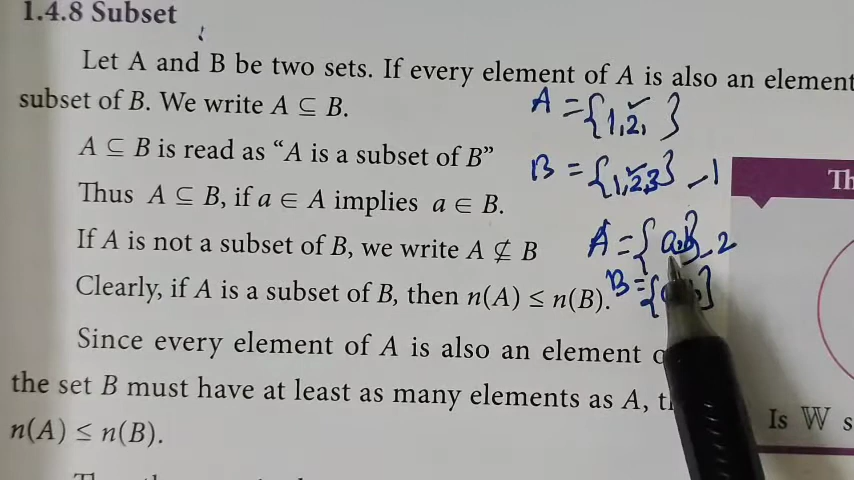 1.4.8 Subset
Let A and B be two sets. If every element of A is also an element
subset of B. We write A ⊆ B.
A = {1,2, }
A ⊆ B is read as “A is a subset of B”
B = {1,2,3} -1
Th
Thus A ⊆ B, if a ∈ A implies a ∈ B.
A = {a,b} -2
If A is not a subset of B, we write A ⊈ B
B = {
Clearly, if A is a subset of B, then n(A) ≤ n(B).
Since every element of A is also an element
the set B must have at least as many elements as A,
Is 𝕎 s
n(A) ≤ n(B).